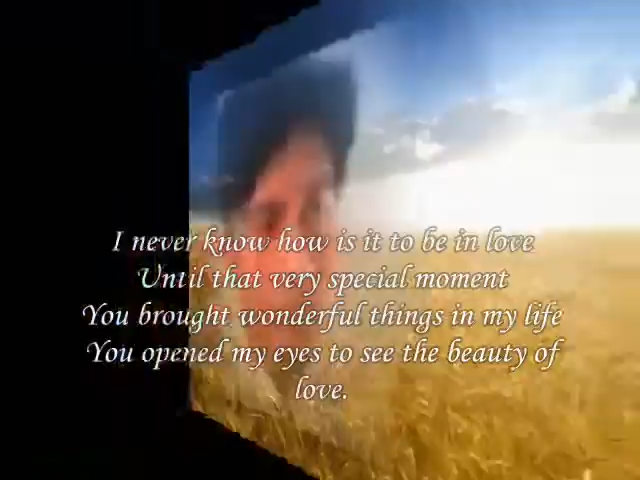 I never know how is it to be in love
Until that very special moment
You brought wonderful things in my life
You opened my eyes to see the beauty of
love.